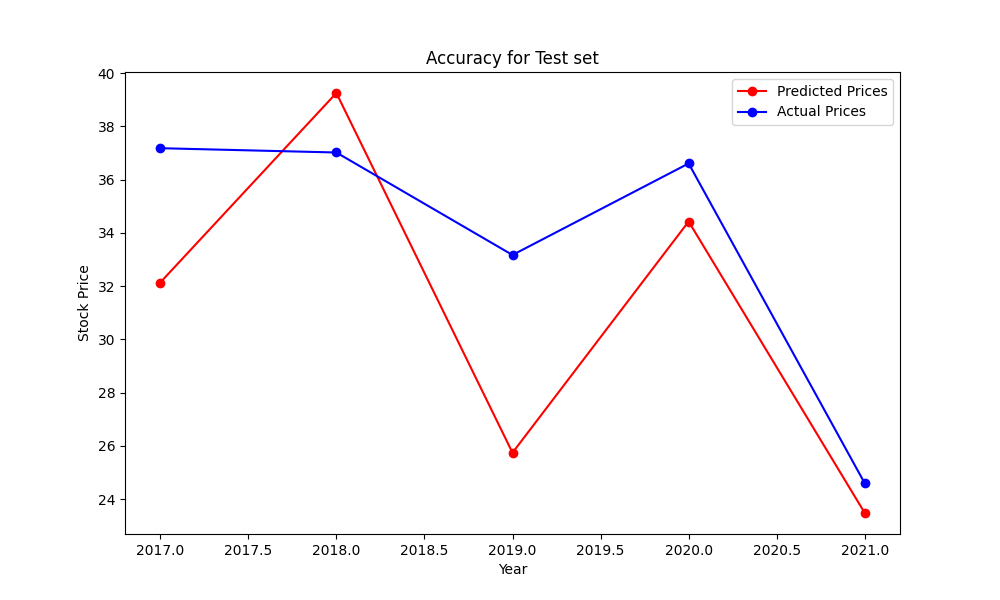 Accuracy for Test set
Predicted Prices
Actual Prices
40
38
36
34
32
30
28
26
24
Stock Price
2017.0 2017.5 2018.0 2018.5 2019.0 2019.5 2020.0 2020.5 2021.0
Year